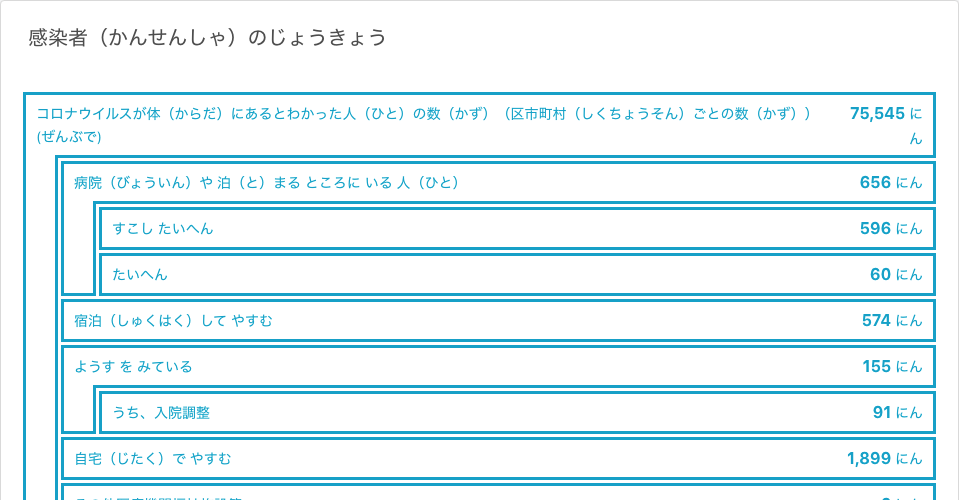 感染者（かんせんしゃ）のじょうきょう
コロナウイルスが体（からだ）にあるとわかった人（ひと）の数（かず）（区市町村（しくちょうそん）ごとの数（かず）） 75,545 に
(ぜんぶで) ん
病院（びょういん）や 泊（と）まる ところに いる 人（ひと） 656 にん
すこし たいへん 596 にん
たいへん 60 にん
宿泊（しゅくはく）して やすむ 574 にん
ようす を みている 155 にん
うち、入院調整 91 にん
自宅（じたく）で やすむ 1,899 にん